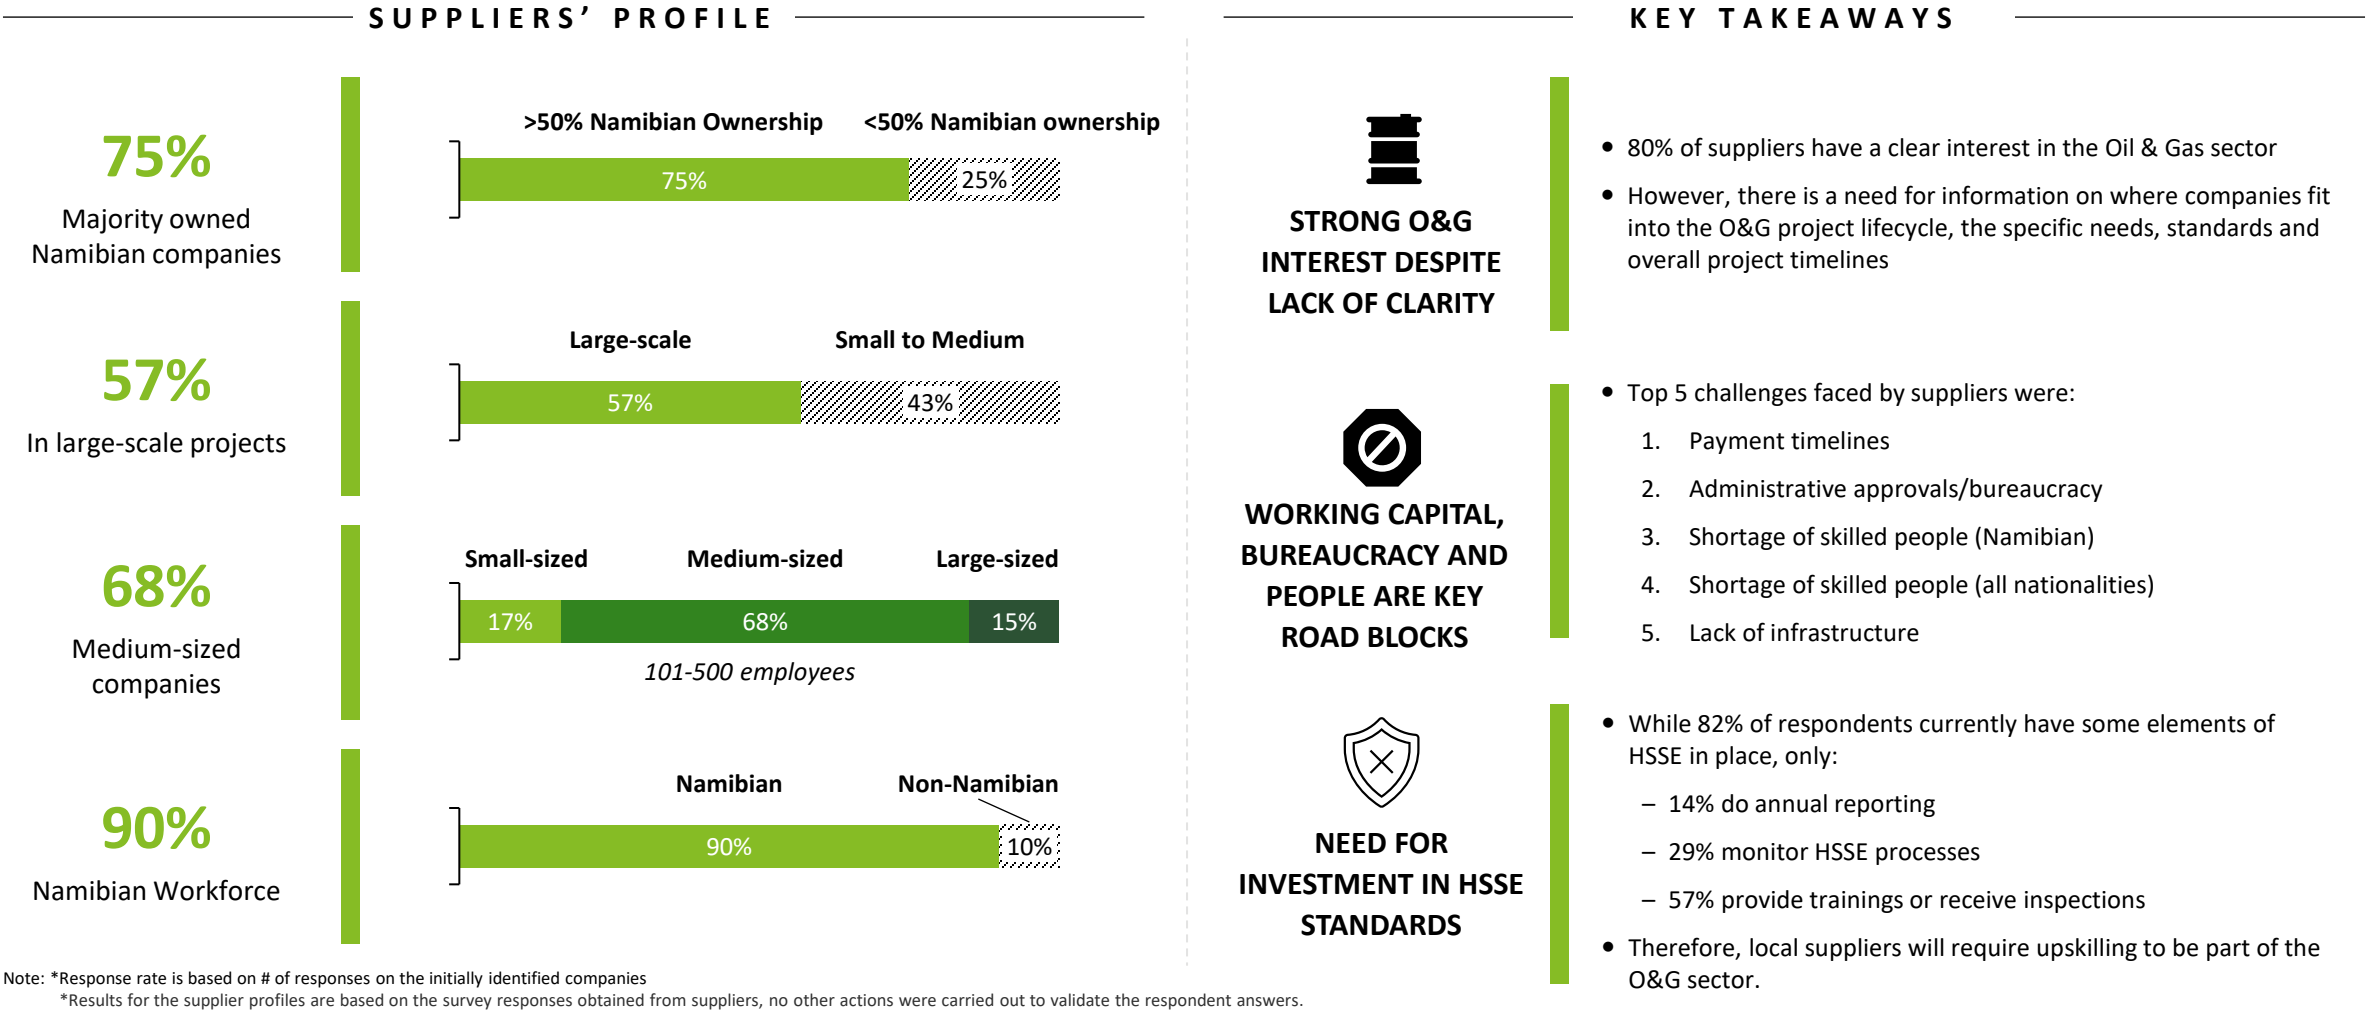 SUPPLIERS’ PROFILE
75%
Majority owned
Namibian companies
>50% Namibian Ownership
<50% Namibian ownership
75%
25%
57%
In large-scale projects
Large-scale
Small to Medium
57%
43%
68%
Medium-sized
companies
Small-sized
Medium-sized
Large-sized
17%
68%
15%
101-500 employees
90%
Namibian Workforce
Namibian
Non-Namibian
90%
10%
KEY TAKEAWAYS
STRONG O&G
INTEREST DESPITE
LACK OF CLARITY
• 80% of suppliers have a clear interest in the Oil & Gas sector
• However, there is a need for information on where companies fit
into the O&G project lifecycle, the specific needs, standards and
overall project timelines
WORKING CAPITAL,
BUREAUCRACY AND
PEOPLE ARE KEY
ROAD BLOCKS
• Top 5 challenges faced by suppliers were:
1. Payment timelines
2. Administrative approvals/bureaucracy
3. Shortage of skilled people (Namibian)
4. Shortage of skilled people (all nationalities)
5. Lack of infrastructure
NEED FOR
INVESTMENT IN HSSE
STANDARDS
• While 82% of respondents currently have some elements of
HSSE in place, only:
– 14% do annual reporting
– 29% monitor HSSE processes
– 57% provide trainings or receive inspections
• Therefore, local suppliers will require upskilling to be part of the
O&G sector.
Note: *Response rate is based on # of responses on the initially identified companies
*Results for the supplier profiles are based on the survey responses obtained from suppliers, no other actions were carried out to validate the respondent answers.